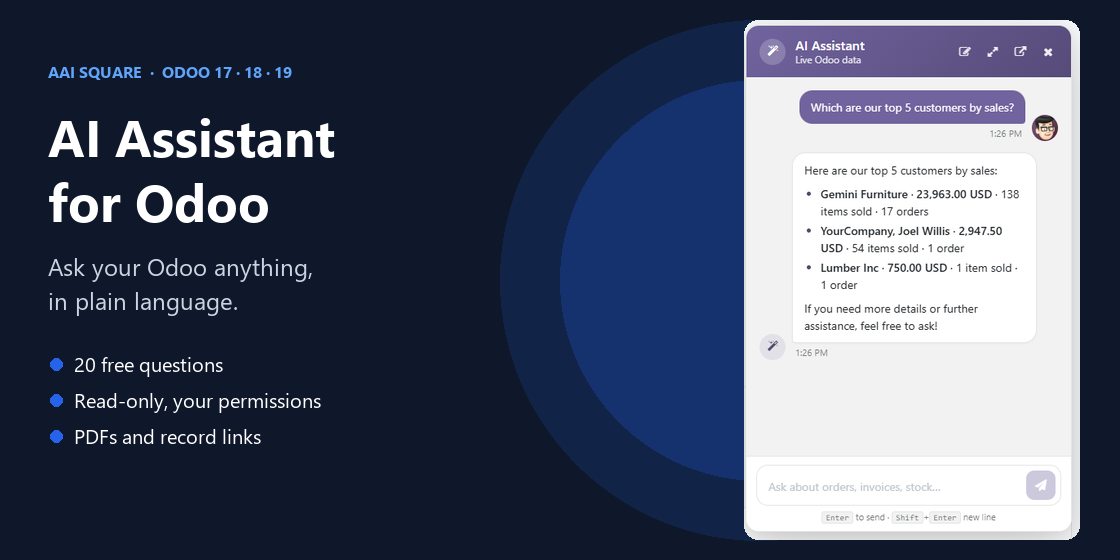 AAI SQUARE · ODOO 17 · 18 · 19
AI Assistant
for Odoo
Ask your Odoo anything,
in plain language.
20 free questions
Read-only, your permissions
PDFs and record links
AI Assistant
Live Odoo data
Which are our top 5 customers by sales?
1:26 PM
Here are our top 5 customers by sales:
• Gemini Furniture · 23,963.00 USD · 138
items sold · 17 orders
• YourCompany, Joel Willis · 2,947.50
USD · 54 items sold · 1 order
• Lumber Inc · 750.00 USD · 1 item sold ·
1 order
If you need more details or further
assistance, feel free to ask!
1:26 PM
Ask about orders, invoices, stock...
Enter to send · Shift + Enter new line